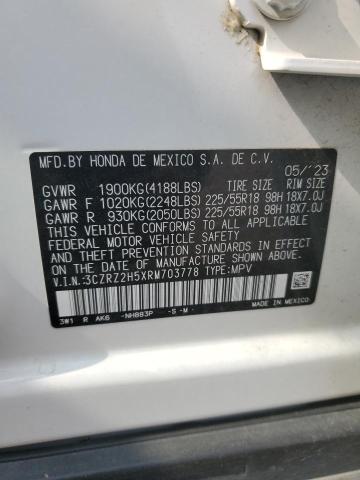 MFD.BY HONDA DE MEXICO S.A. DE C.V.
05/'23
GVWR 1900KG(4188LBS) TIRE SIZE RIM SIZE
GAWR F 1020KG(2248LBS) 225/55R18 98H 18X7.0J
GAWR R 930KG(2050LBS) 225/55R18 98H 18X7.0J
THIS VEHICLE CONFORMS TO ALL APPLICABLE
FEDERAL MOTOR VEHICLE SAFETY, BUMPER, AND
THEFT PREVENTION STANDARDS IN EFFECT ON THE
DATE OF MANUFACTURE SHOWN ABOVE.
V.I.N.:3CZRZ2H5XRM703778 TYPE:MPV
3W1 R AK6 -NH883P -S -M-
MADE IN MEXICO